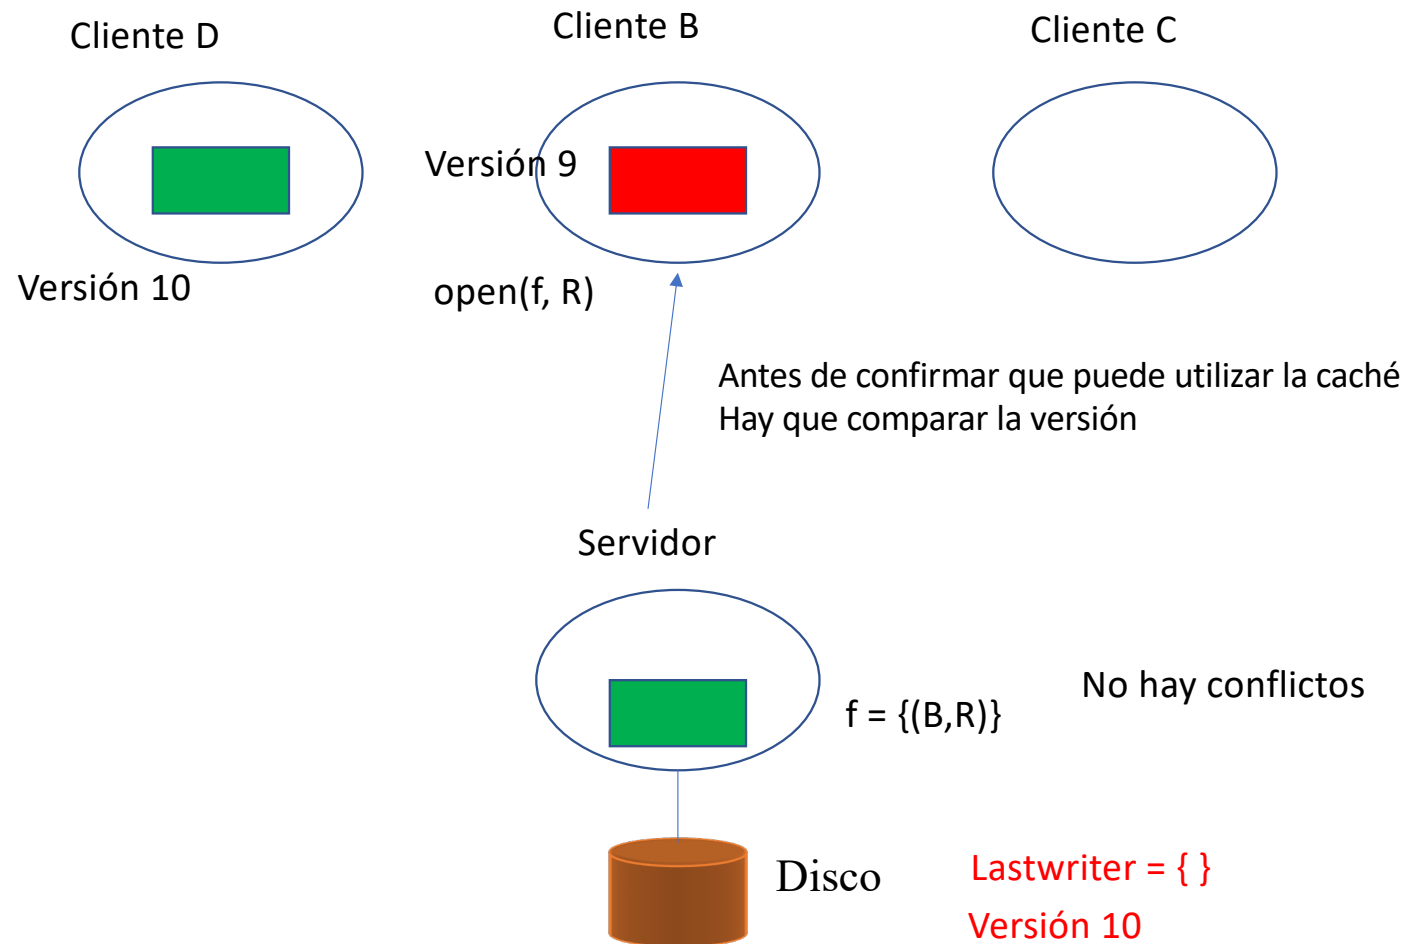 Cliente D
Cliente B
Cliente C
Versión 9
Versión 10
open(f, R)
Antes de confirmar que puede utilizar la caché
Hay que comparar la versión
Servidor
f = {(B,R)}
No hay conflictos
Disco
Lastwriter = { }
Versión 10